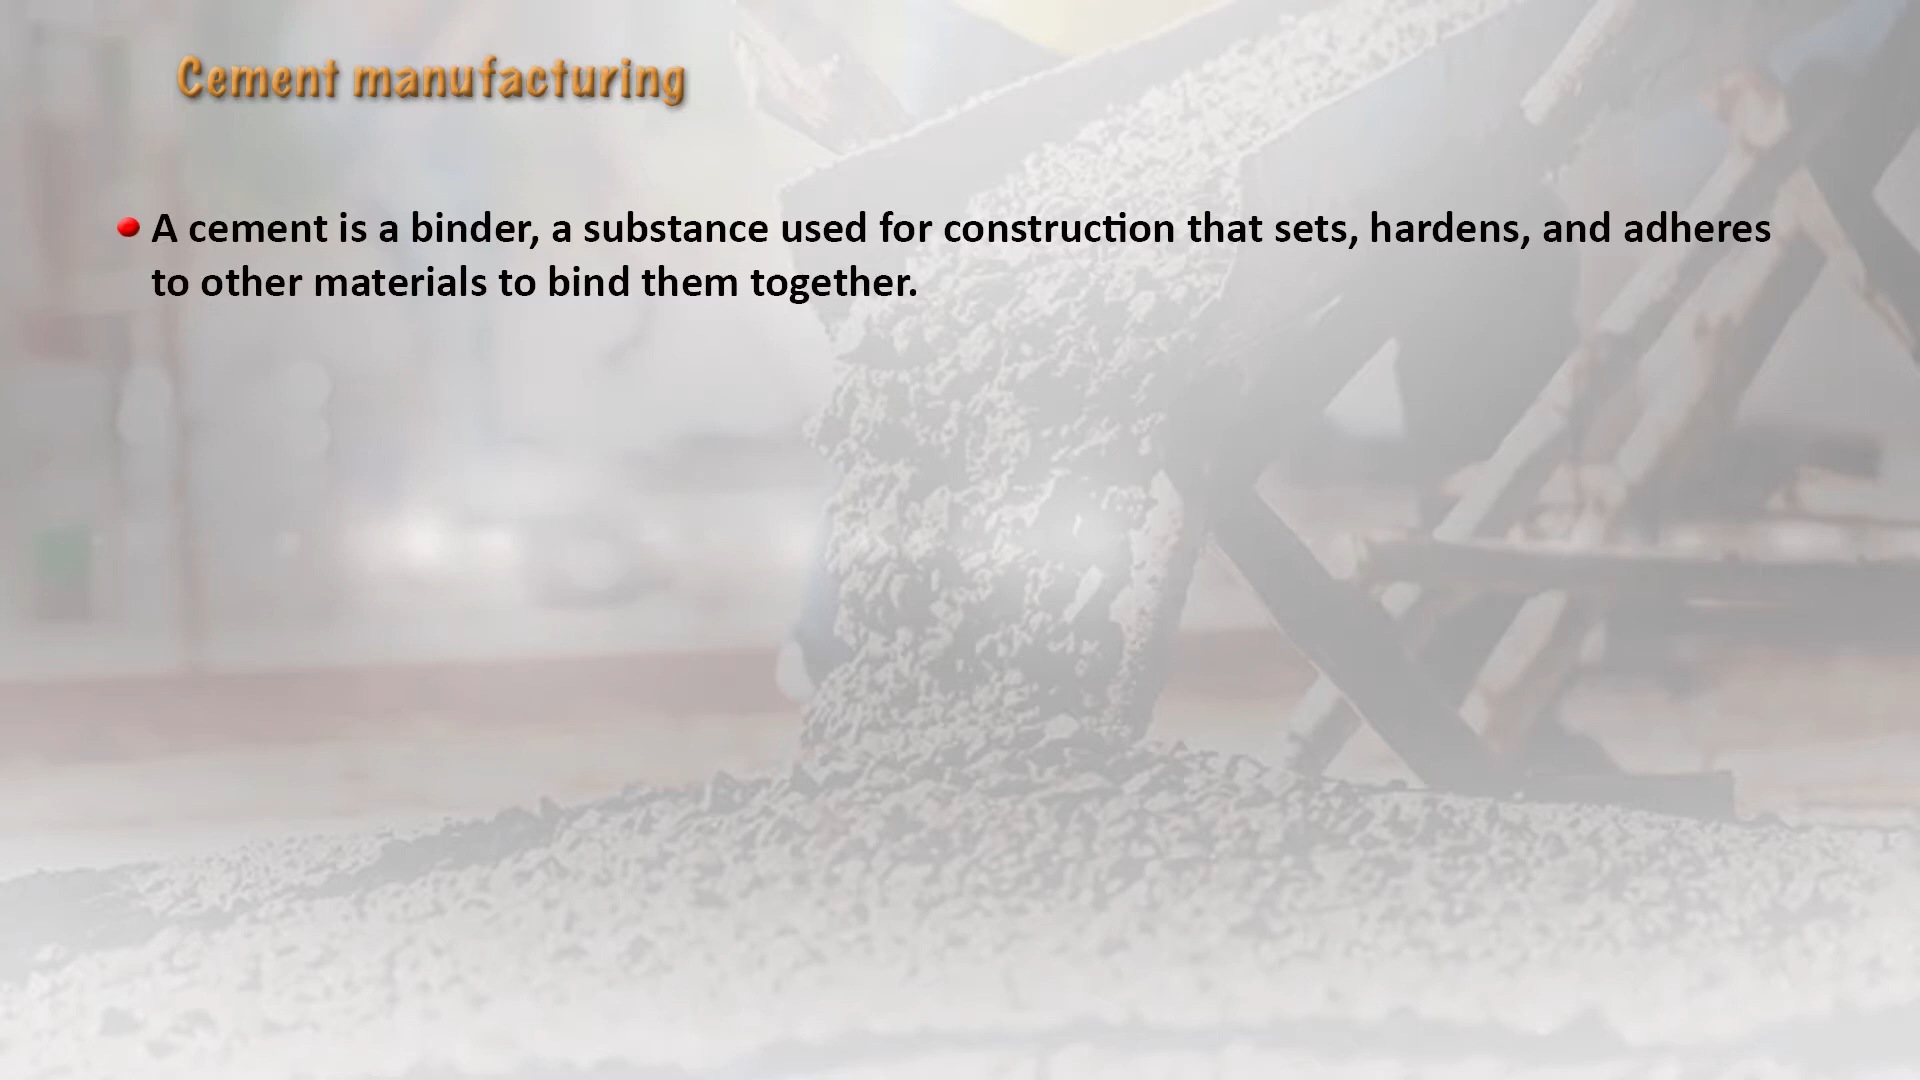 Cement manufacturing
A cement is a binder, a substance used for construction that sets, hardens, and adheres
to other materials to bind them together.